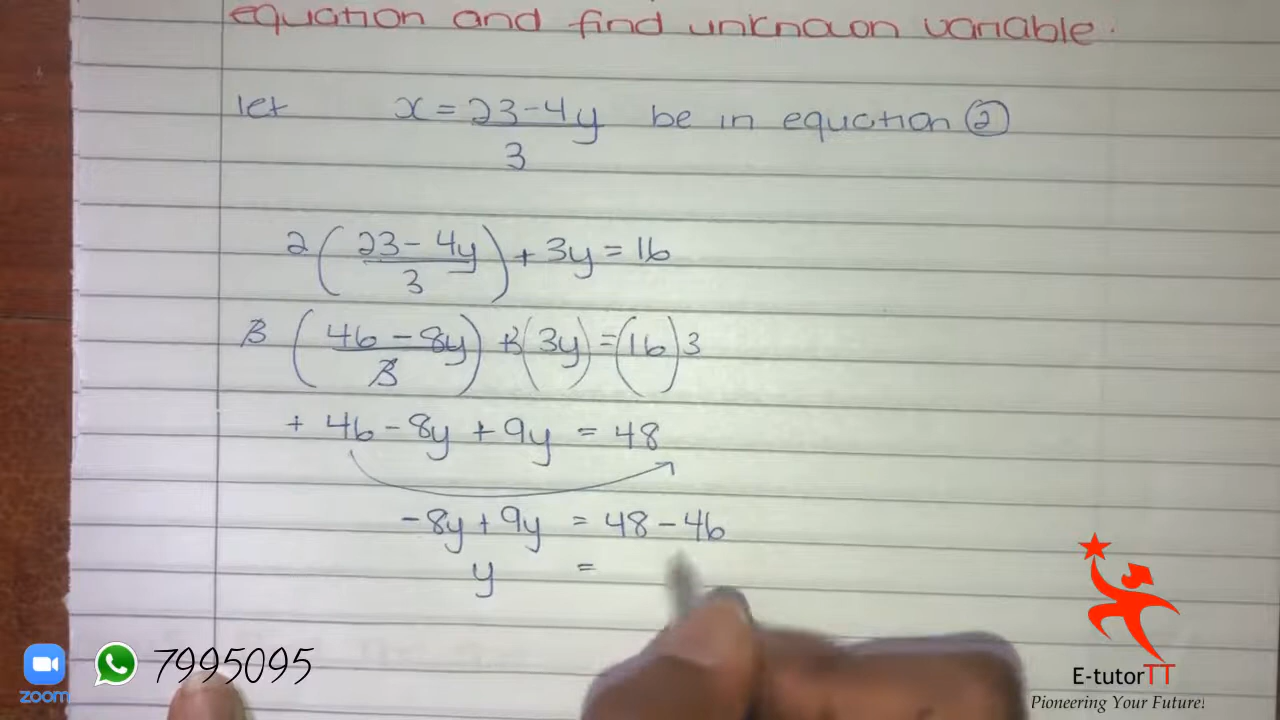 equation and find unknown variable.
let x = 23 - 4y / 3 be in equation ②
2 ( 23 - 4y / 3 ) + 3y = 16
3 ( 46 - 8y / 3 ) + 3 ( 3y ) = ( 16 ) 3
+ 46 - 8y + 9y = 48
- 8y + 9y = 48 - 46
y =
zoom
7995095
E-tutorTT
Pioneering Your Future!